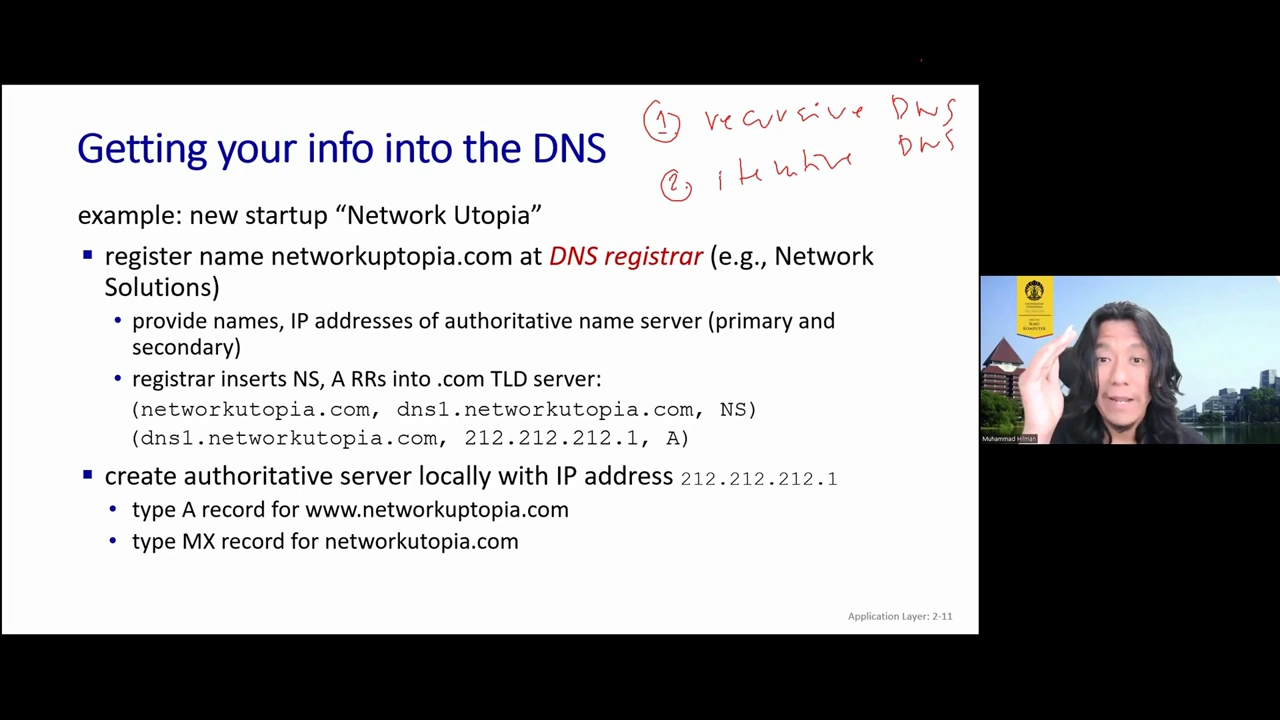 Getting your info into the DNS
① recursive DNS
② iterative DNS
example: new startup “Network Utopia”
▪ register name networkuptopia.com at DNS registrar (e.g., Network
Solutions)
• provide names, IP addresses of authoritative name server (primary and
secondary)
• registrar inserts NS, A RRs into .com TLD server:
(networkutopia.com, dns1.networkutopia.com, NS)
(dns1.networkutopia.com, 212.212.212.1, A)
▪ create authoritative server locally with IP address 212.212.212.1
• type A record for www.networkuptopia.com
• type MX record for networkutopia.com
Application Layer: 2-11
UNIVERSITAS
INDONESIA
ILMU
KOMPUTER
Muhammad Hilman